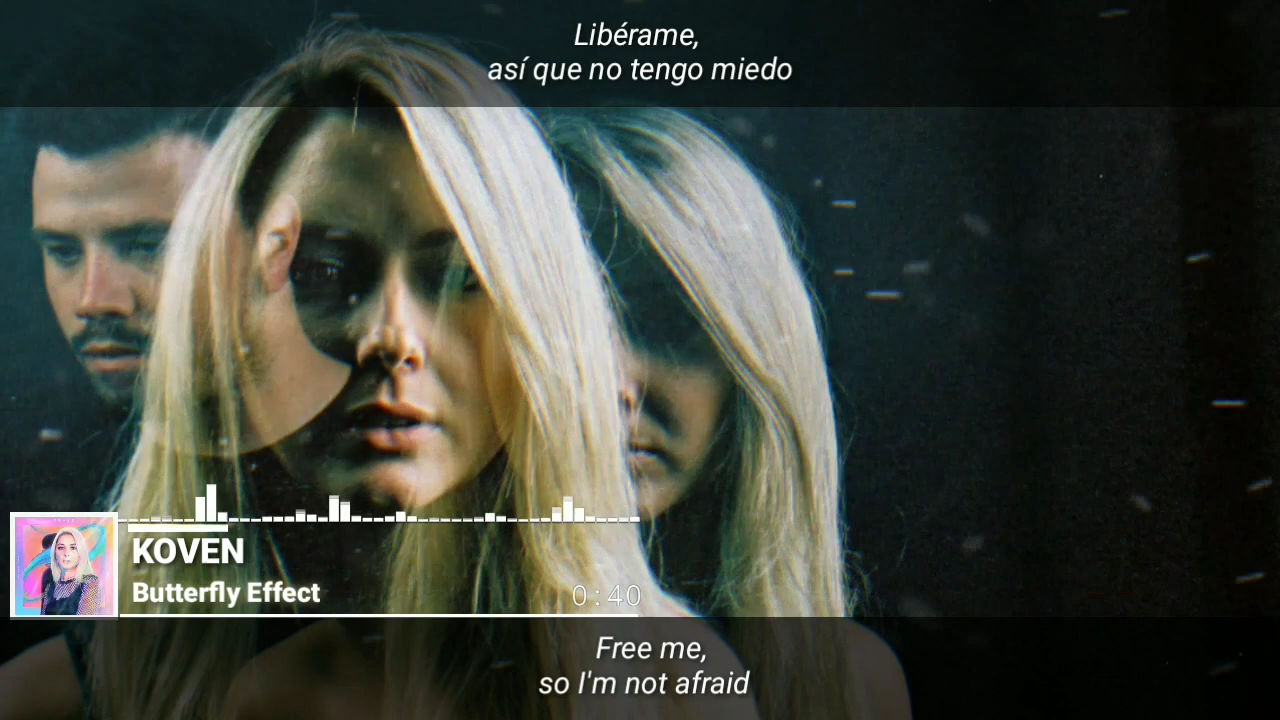 Libérame,
así que no tengo miedo
KOVEN
Butterfly Effect
0:40
Free me,
so I'm not afraid